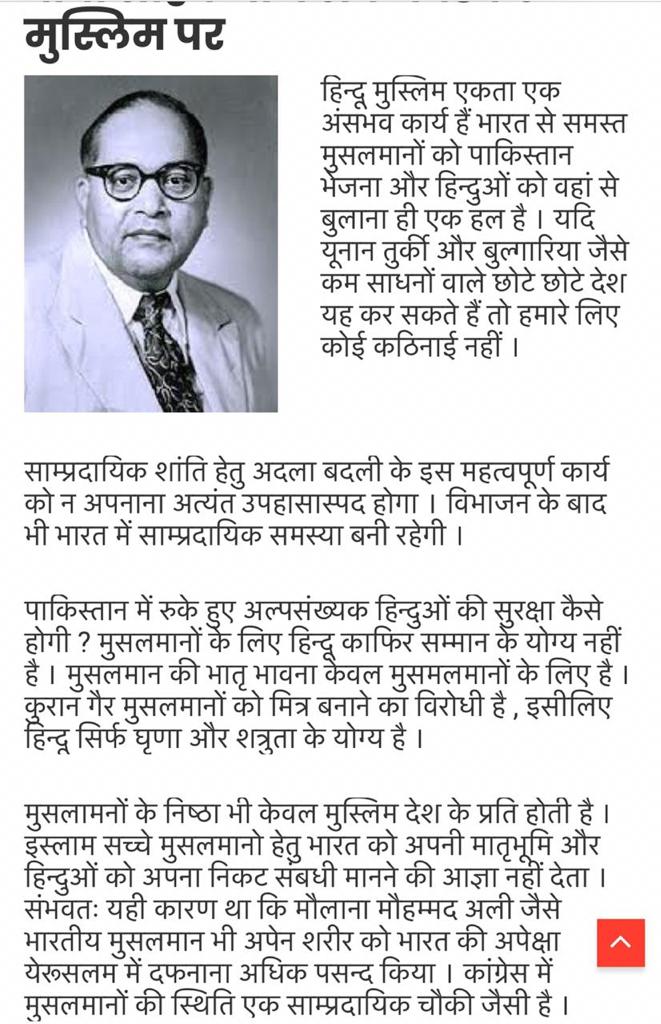 मुस्लिम पर
हिन्दू मुस्लिम एकता एक
अंसभव कार्य हैं भारत से समस्त
मुसलमानों को पाकिस्तान
भेजना और हिन्दुओं को वहां से
बुलाना ही एक हल है । यदि
यूनान तुर्की और बुल्गारिया जैसे
कम साधनों वाले छोटे छोटे देश
यह कर सकते हैं तो हमारे लिए
कोई कठिनाई नहीं ।
साम्प्रदायिक शांति हेतु अदला बदली के इस महत्वपूर्ण कार्य
को न अपनाना अत्यंत उपहासास्पद होगा । विभाजन के बाद
भी भारत में साम्प्रदायिक समस्या बनी रहेगी ।
पाकिस्तान में रुके हुए अल्पसंख्यक हिन्दुओं की सुरक्षा कैसे
होगी ? मुसलमानों के लिए हिन्दू काफिर सम्मान के योग्य नहीं
है । मुसलमान की भातृ भावना केवल मुसमलमानों के लिए है ।
कुरान गैर मुसलमानों को मित्र बनाने का विरोधी है , इसीलिए
हिन्दू सिर्फ घृणा और शत्रुता के योग्य है ।
मुसलामनों के निष्ठा भी केवल मुस्लिम देश के प्रति होती है ।
इस्लाम सच्चे मुसलमानो हेतु भारत को अपनी मातृभूमि और
हिन्दुओं को अपना निकट संबधी मानने की आज्ञा नहीं देता ।
संभवतः यही कारण था कि मौलाना मौहम्मद अली जैसे
भारतीय मुसलमान भी अपेन शरीर को भारत की अपेक्षा
येरूसलम में दफनाना अधिक पसन्द किया । कांग्रेस में
मुसलमानों की स्थिति एक साम्प्रदायिक चौकी जैसी है ।